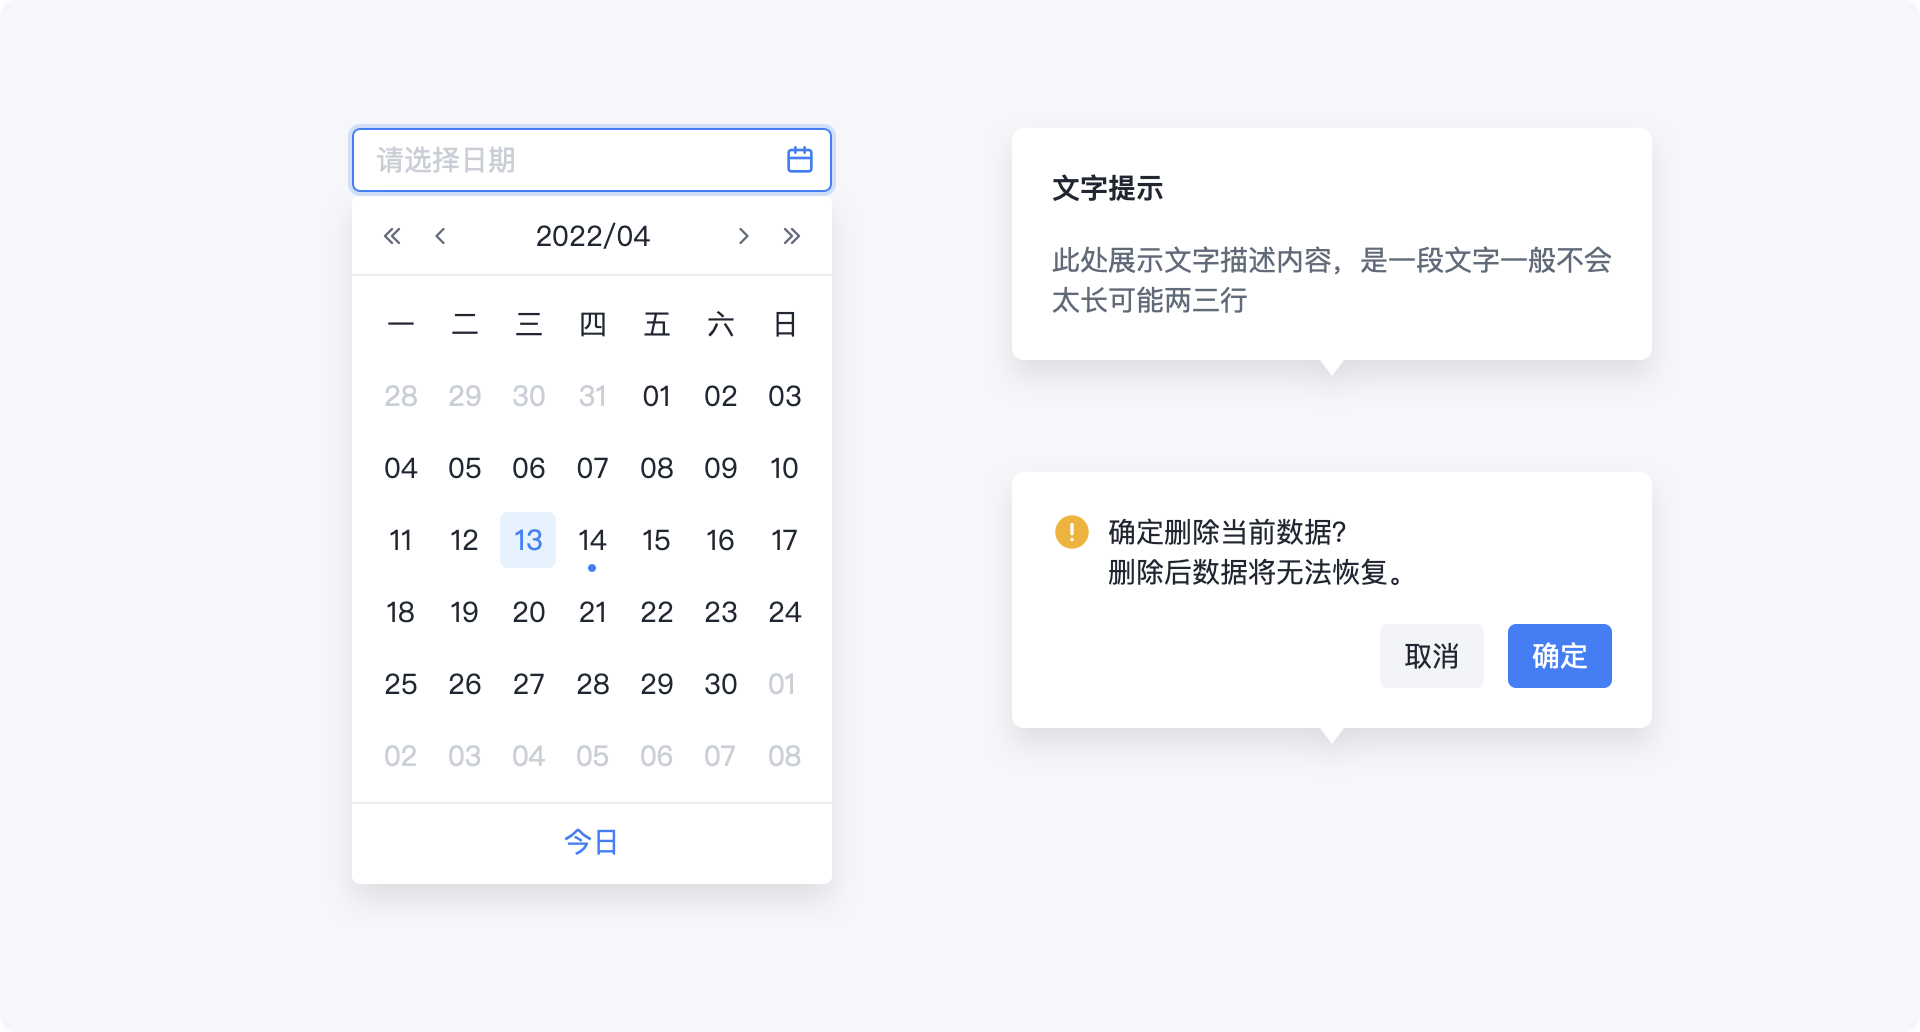 请选择日期
2022/04
一 二 三 四 五 六 日
28 29 30 31 01 02 03
04 05 06 07 08 09 10
11 12 13 14 15 16 17
18 19 20 21 22 23 24
25 26 27 28 29 30 01
02 03 04 05 06 07 08
今日
文字提示
此处展示文字描述内容，是一段文字一般不会
太长可能两三行
确定删除当前数据?
删除后数据将无法恢复。
取消 确定